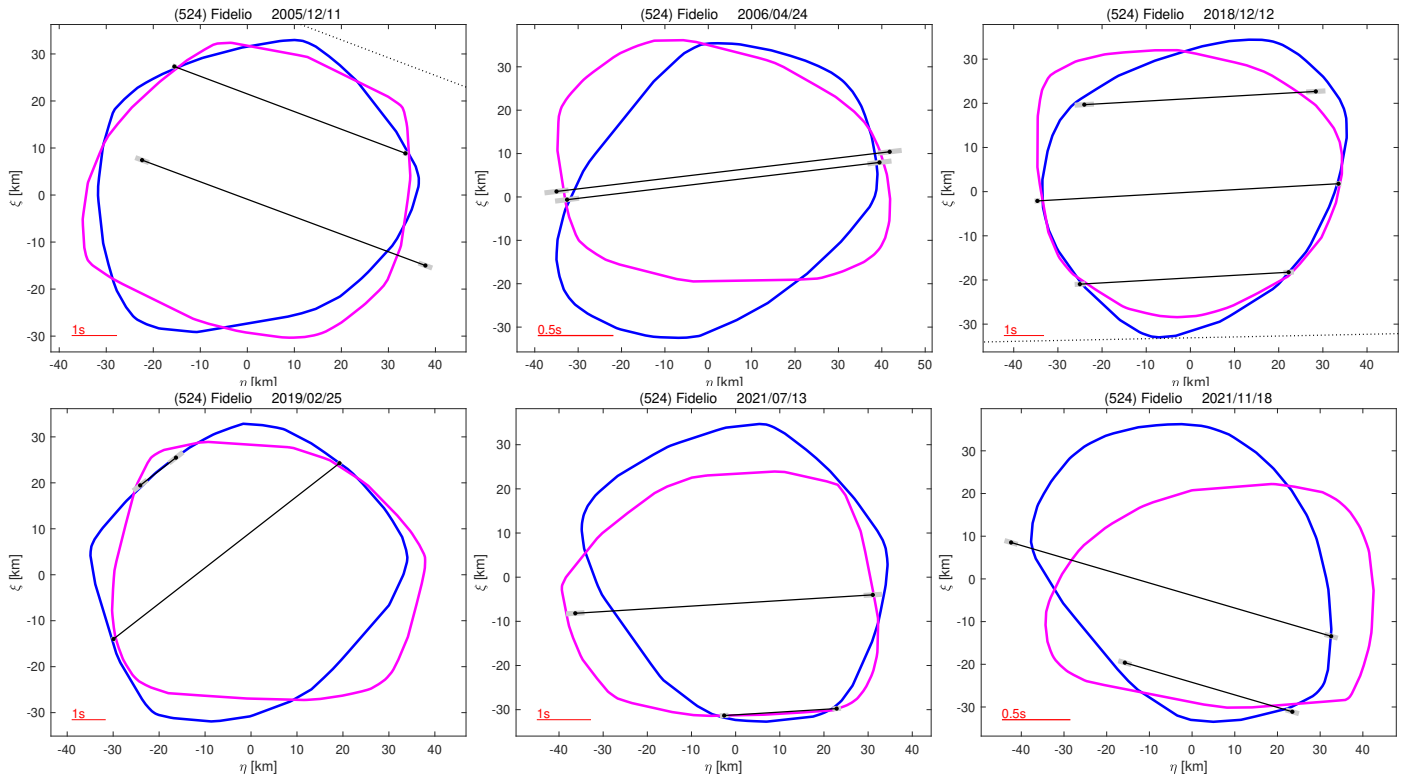 (524) Fidelio 2005/12/11
30
20
10
0
-10
-20
-30
ξ [km]
1s
-40 -30 -20 -10 0 10 20 30 40
η [km]
(524) Fidelio 2006/04/24
30
20
10
0
-10
-20
-30
ξ [km]
0.5s
-40 -30 -20 -10 0 10 20 30 40 50
η [km]
(524) Fidelio 2018/12/12
30
20
10
0
-10
-20
-30
ξ [km]
1s
-40 -30 -20 -10 0 10 20 30 40
η [km]
(524) Fidelio 2019/02/25
30
20
10
0
-10
-20
-30
ξ [km]
1s
-40 -30 -20 -10 0 10 20 30 40
η [km]
(524) Fidelio 2021/07/13
30
20
10
0
-10
-20
-30
ξ [km]
1s
-50 -40 -30 -20 -10 0 10 20 30 40
η [km]
(524) Fidelio 2021/11/18
30
20
10
0
-10
-20
-30
ξ [km]
0.5s
-40 -30 -20 -10 0 10 20 30 40
η [km]